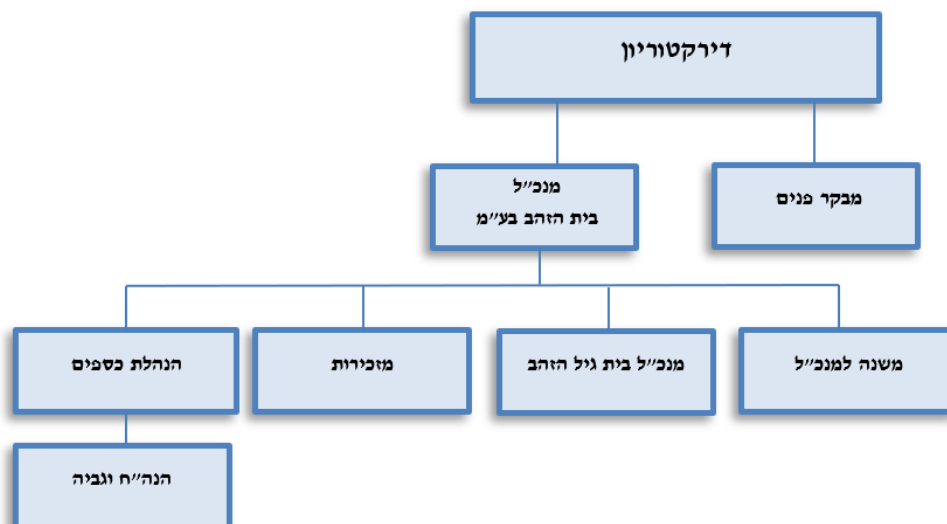 דירקטוריון
מבקר פנים
מנכ״ל
בית הזהב בע״מ
משנה למנכ״ל
מנכ״ל בית גיל הזהב
מזכירות
הנהלת כספים
הנה״ח וגביה